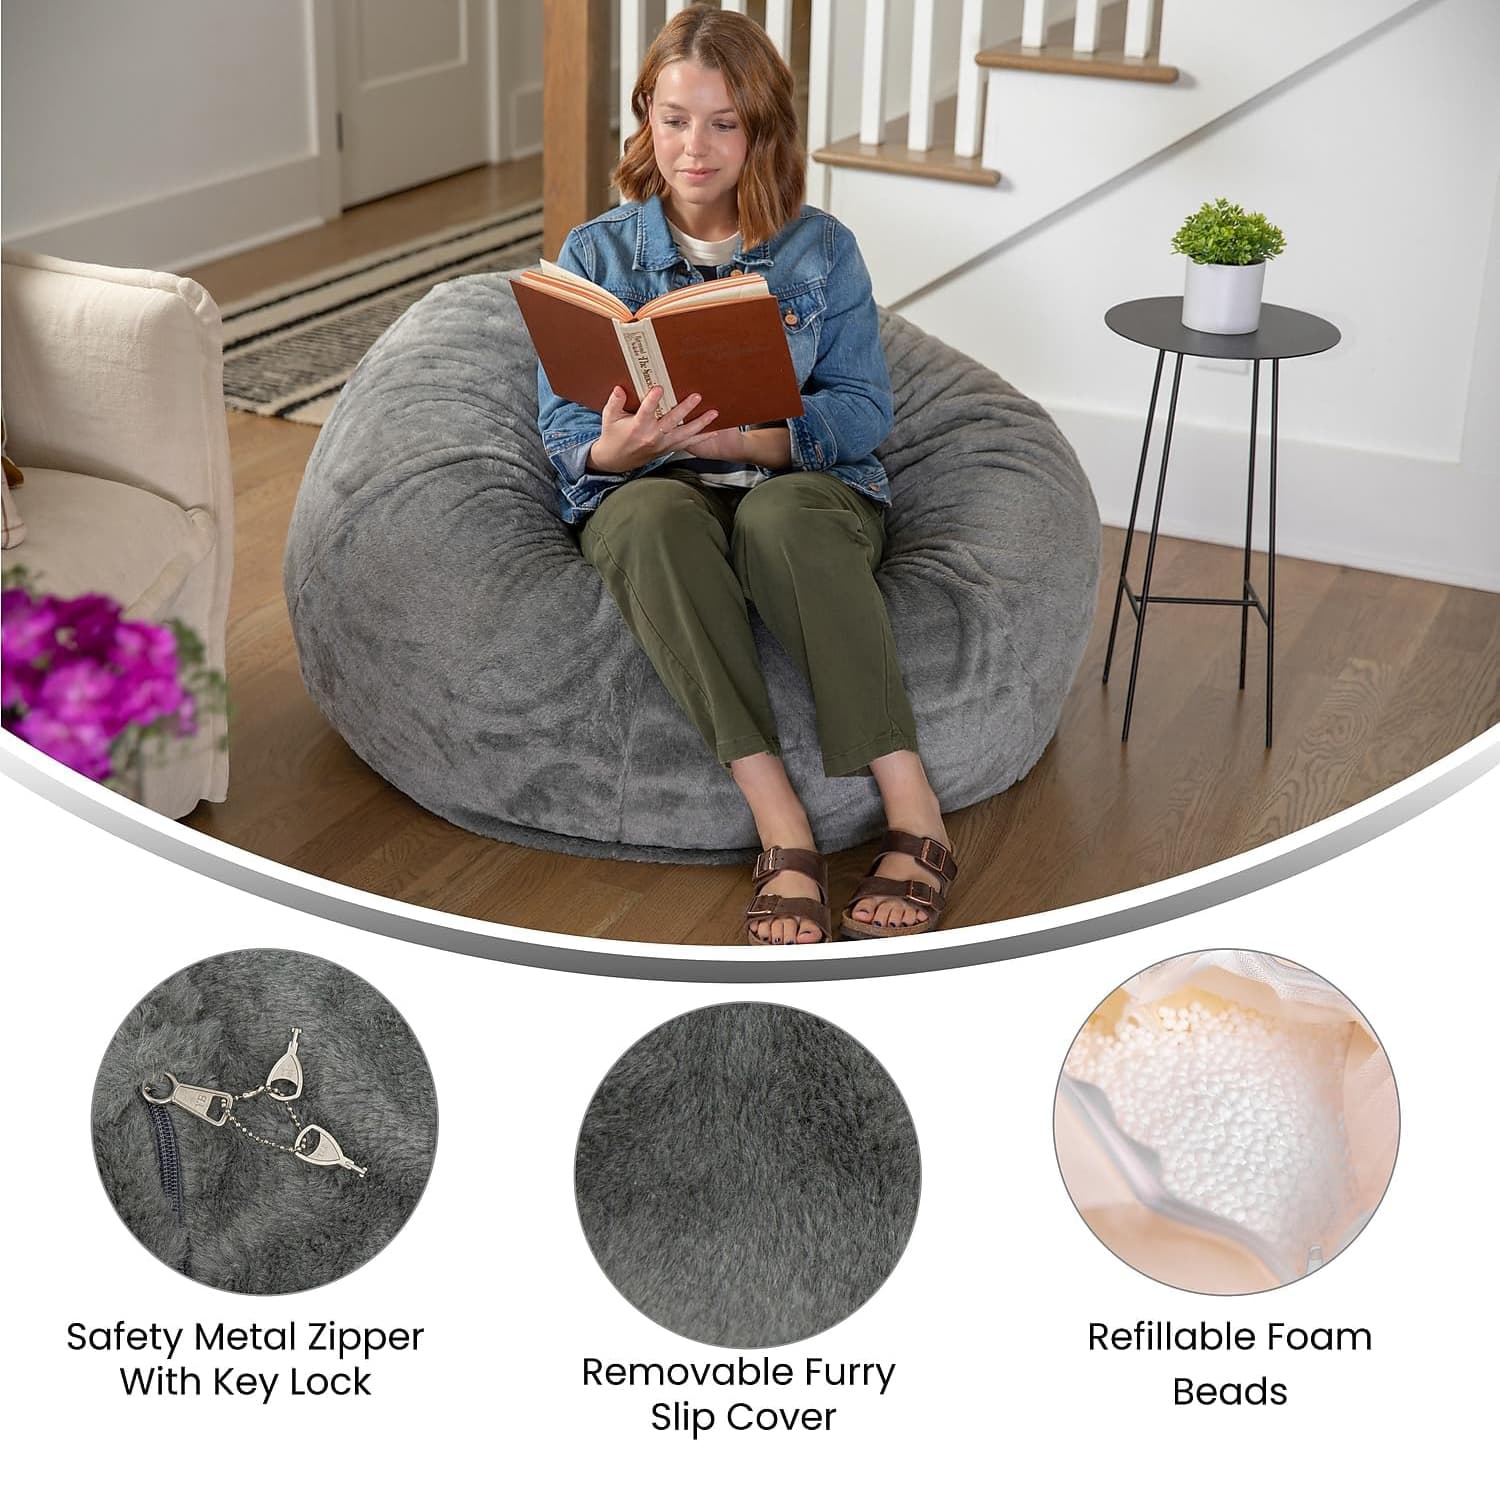 Safety Metal Zipper
With Key Lock
Removable Furry
Slip Cover
Refillable Foam
Beads